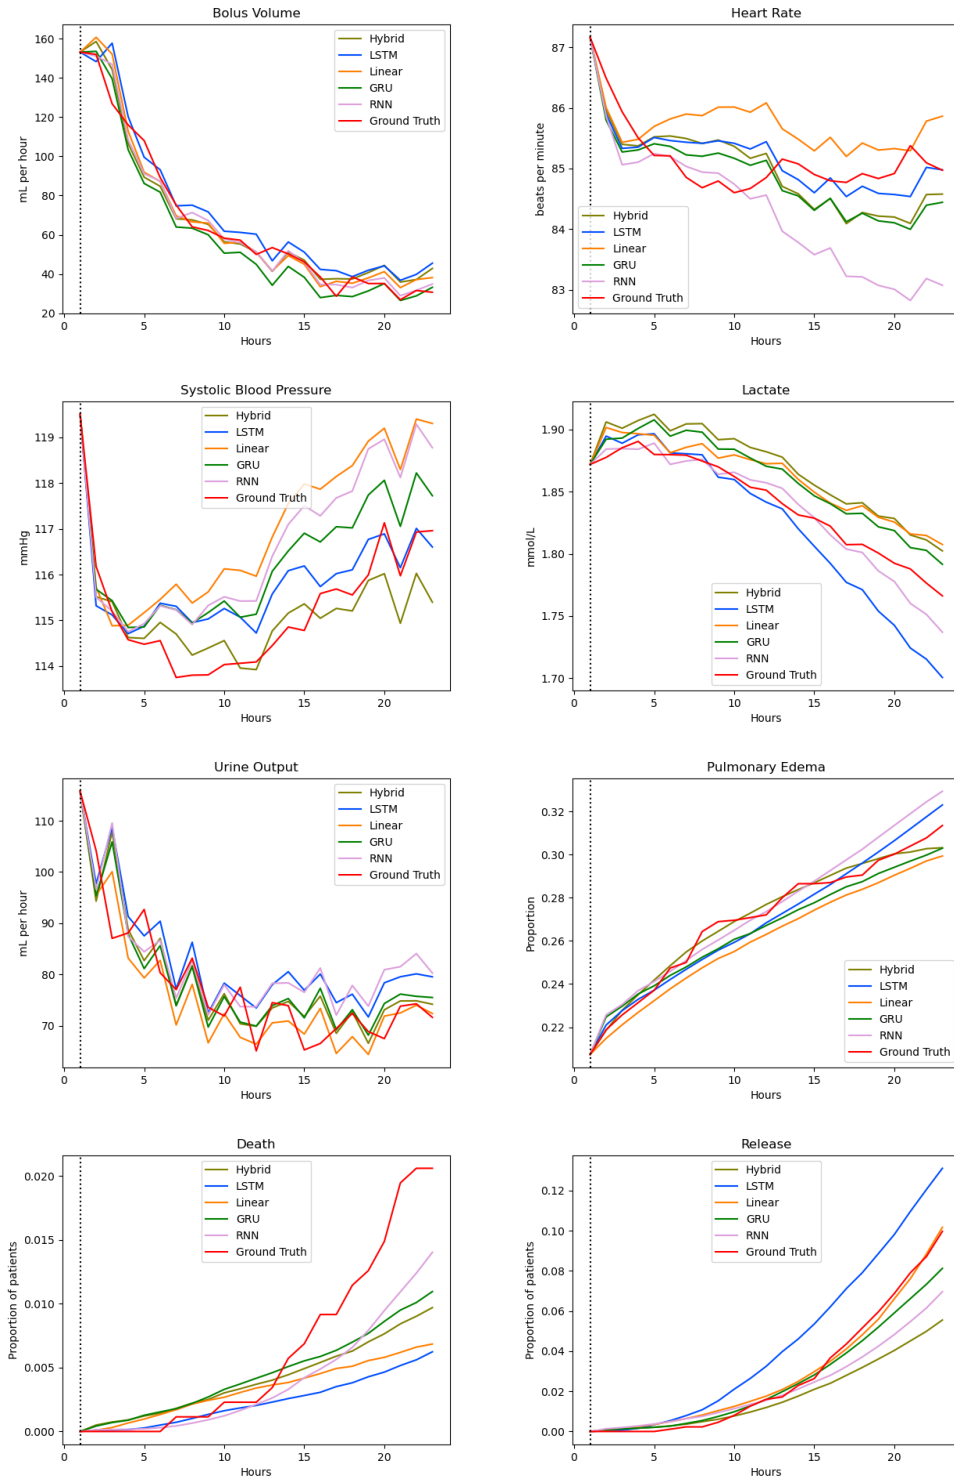 Bolus Volume
mL per hour
160
140
120
100
80
60
40
20
0
5
10
15
20
Hours
Hybrid
LSTM
Linear
GRU
RNN
Ground Truth
Heart Rate
beats per minute
87
86
85
84
83
0
5
10
15
20
Hours
Hybrid
LSTM
Linear
GRU
RNN
Ground Truth
Systolic Blood Pressure
mmHg
119
118
117
116
115
114
0
5
10
15
20
Hours
Hybrid
LSTM
Linear
GRU
RNN
Ground Truth
Lactate
mmol/L
1.90
1.85
1.80
1.75
1.70
0
5
10
15
20
Hours
Hybrid
LSTM
Linear
GRU
RNN
Ground Truth
Urine Output
mL per hour
110
100
90
80
70
0
5
10
15
20
Hours
Hybrid
LSTM
Linear
GRU
RNN
Ground Truth
Pulmonary Edema
Proportion
0.32
0.30
0.28
0.26
0.24
0.22
0
5
10
15
20
Hours
Hybrid
LSTM
Linear
GRU
RNN
Ground Truth
Death
Proportion of patients
0.020
0.015
0.010
0.005
0.000
0
5
10
15
20
Hours
Hybrid
LSTM
Linear
GRU
RNN
Ground Truth
Release
Proportion of patients
0.12
0.10
0.08
0.06
0.04
0.02
0.00
0
5
10
15
20
Hours
Hybrid
LSTM
Linear
GRU
RNN
Ground Truth